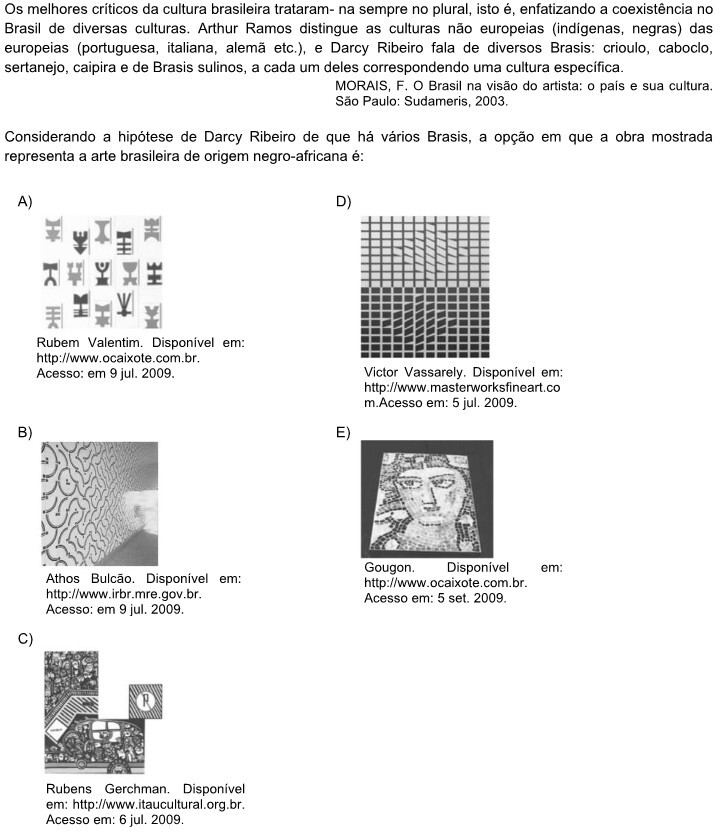 Os melhores críticos da cultura brasileira trataram- na sempre no plural, isto é, enfatizando a coexistência no
Brasil de diversas culturas. Arthur Ramos distingue as culturas não europeias (indígenas, negras) das
europeias (portuguesa, italiana, alemã etc.), e Darcy Ribeiro fala de diversos Brasis: crioulo, caboclo,
sertanejo, caipira e de Brasis sulinos, a cada um deles correspondendo uma cultura específica.
MORAIS, F. O Brasil na visão do artista: o país e sua cultura.
São Paulo: Sudameris, 2003.
Considerando a hipótese de Darcy Ribeiro de que há vários Brasis, a opção em que a obra mostrada
representa a arte brasileira de origem negro-africana é:
A)
Rubem Valentim. Disponível em:
http://www.ocaixote.com.br.
Acesso: em 9 jul. 2009.
B)
Athos Bulcão. Disponível em:
http://www.irbr.mre.gov.br.
Acesso: em 9 jul. 2009.
C)
R
Rubens Gerchman. Disponível
em: http://www.itaucultural.org.br.
Acesso em: 6 jul. 2009.
D)
Victor Vassarely. Disponível em:
http://www.masterworksfineart.co
m.Acesso em: 5 jul. 2009.
E)
Gougon. Disponível em:
http://www.ocaixote.com.br.
Acesso em: 5 set. 2009.